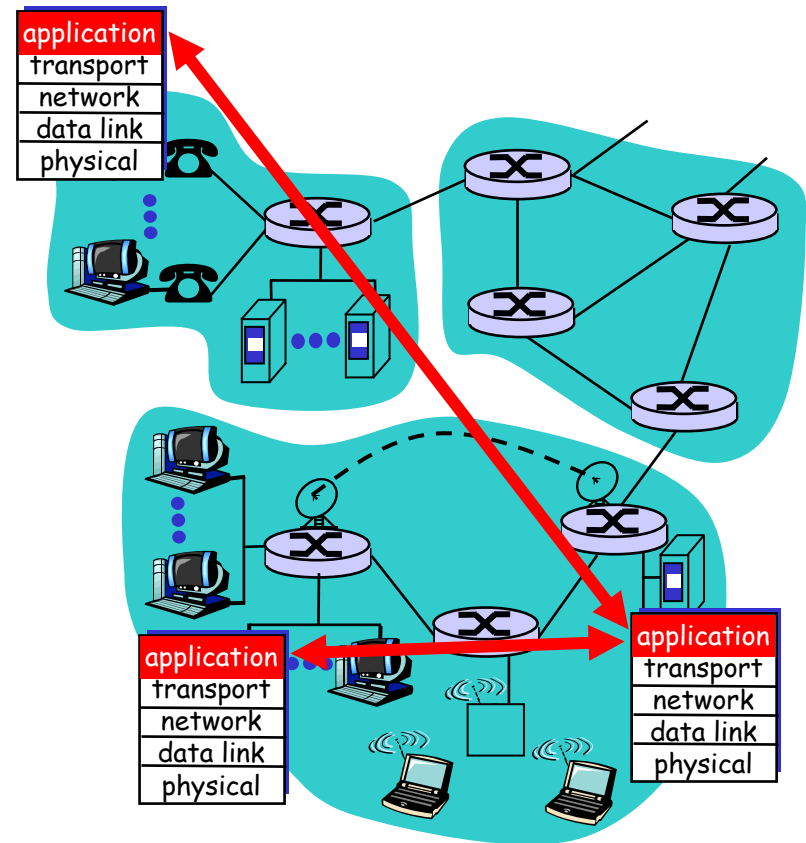 application
transport
network
data link
physical
application
transport
network
data link
physical
application
transport
network
data link
physical